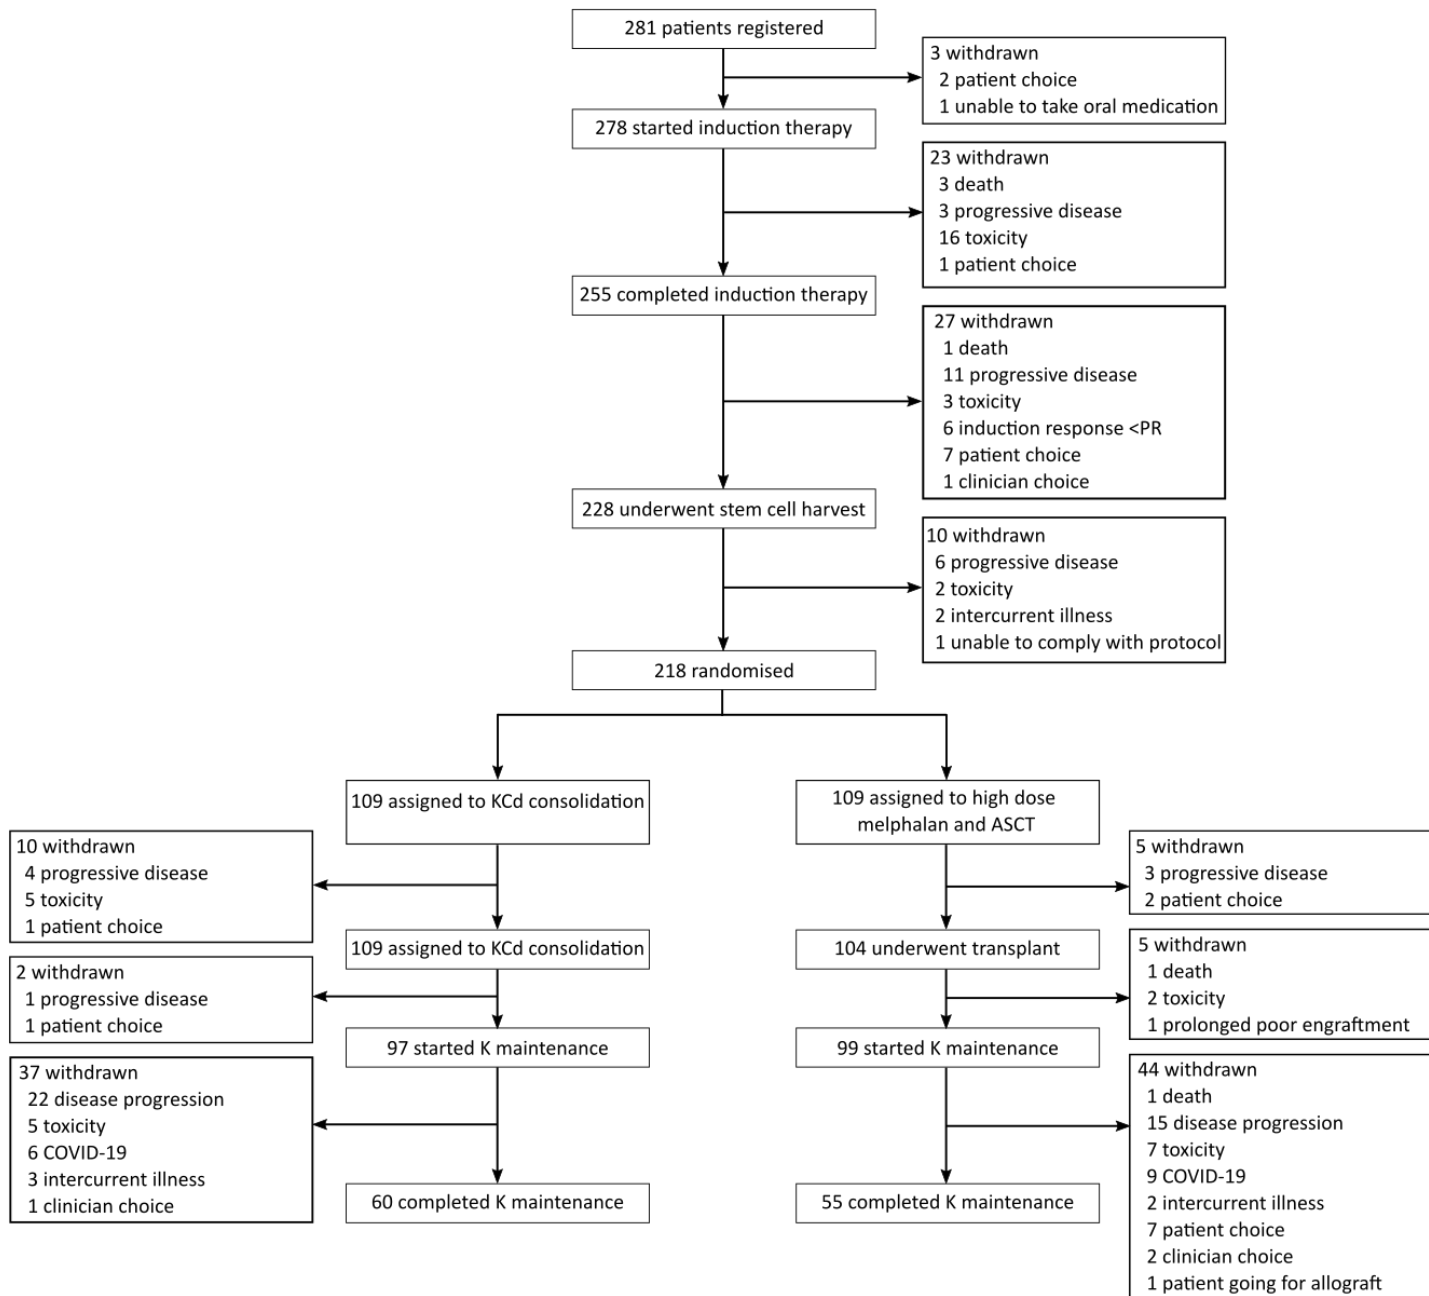 281 patients registered
3 withdrawn
2 patient choice
1 unable to take oral medication
278 started induction therapy
23 withdrawn
3 death
3 progressive disease
16 toxicity
1 patient choice
255 completed induction therapy
27 withdrawn
1 death
11 progressive disease
3 toxicity
6 induction response <PR
7 patient choice
1 clinician choice
228 underwent stem cell harvest
10 withdrawn
6 progressive disease
2 toxicity
2 intercurrent illness
1 unable to comply with protocol
218 randomised
109 assigned to KCd consolidation
10 withdrawn
4 progressive disease
5 toxicity
1 patient choice
109 assigned to KCd consolidation
2 withdrawn
1 progressive disease
1 patient choice
97 started K maintenance
37 withdrawn
22 disease progression
5 toxicity
6 COVID-19
3 intercurrent illness
1 clinician choice
60 completed K maintenance
109 assigned to high dose
melphalan and ASCT
5 withdrawn
3 progressive disease
2 patient choice
104 underwent transplant
5 withdrawn
1 death
2 toxicity
1 prolonged poor engraftment
99 started K maintenance
44 withdrawn
1 death
15 disease progression
7 toxicity
9 COVID-19
2 intercurrent illness
7 patient choice
2 clinician choice
1 patient going for allograft
55 completed K maintenance